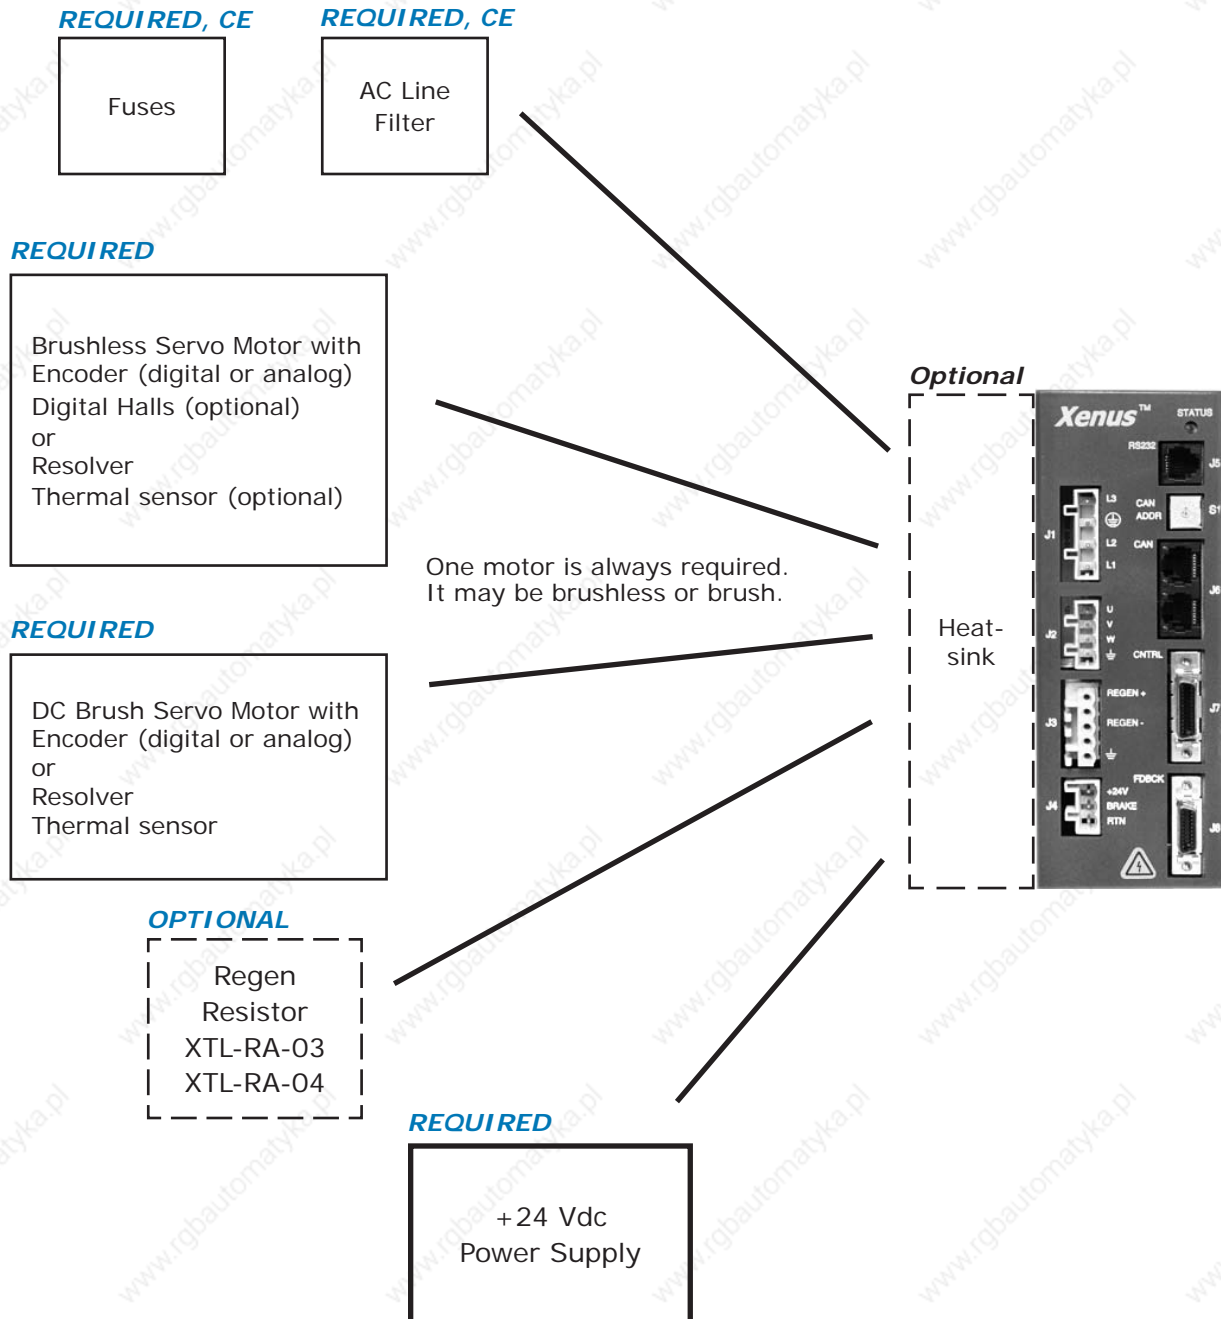 REQUIRED, CE
REQUIRED, CE
Fuses
AC Line
Filter
REQUIRED
Brushless Servo Motor with
Encoder (digital or analog)
Digital Halls (optional)
or
Resolver
Thermal sensor (optional)
One motor is always required.
It may be brushless or brush.
REQUIRED
DC Brush Servo Motor with
Encoder (digital or analog)
or
Resolver
Thermal sensor
OPTIONAL
Regen
Resistor
XTL-RA-03
XTL-RA-04
REQUIRED
+24 Vdc
Power Supply
Optional
Heat-
sink
Xenus™
STATUS
RS232
J5
L3
CAN
ADDR
S1
J1
L2
CAN
L1
J6
U
V
J2
W
CNTRL
REGEN +
J3
REGEN -
J7
FDBCK
+24V
J4
BRAKE
RTN
J8
www.rgbautomatyka.pl